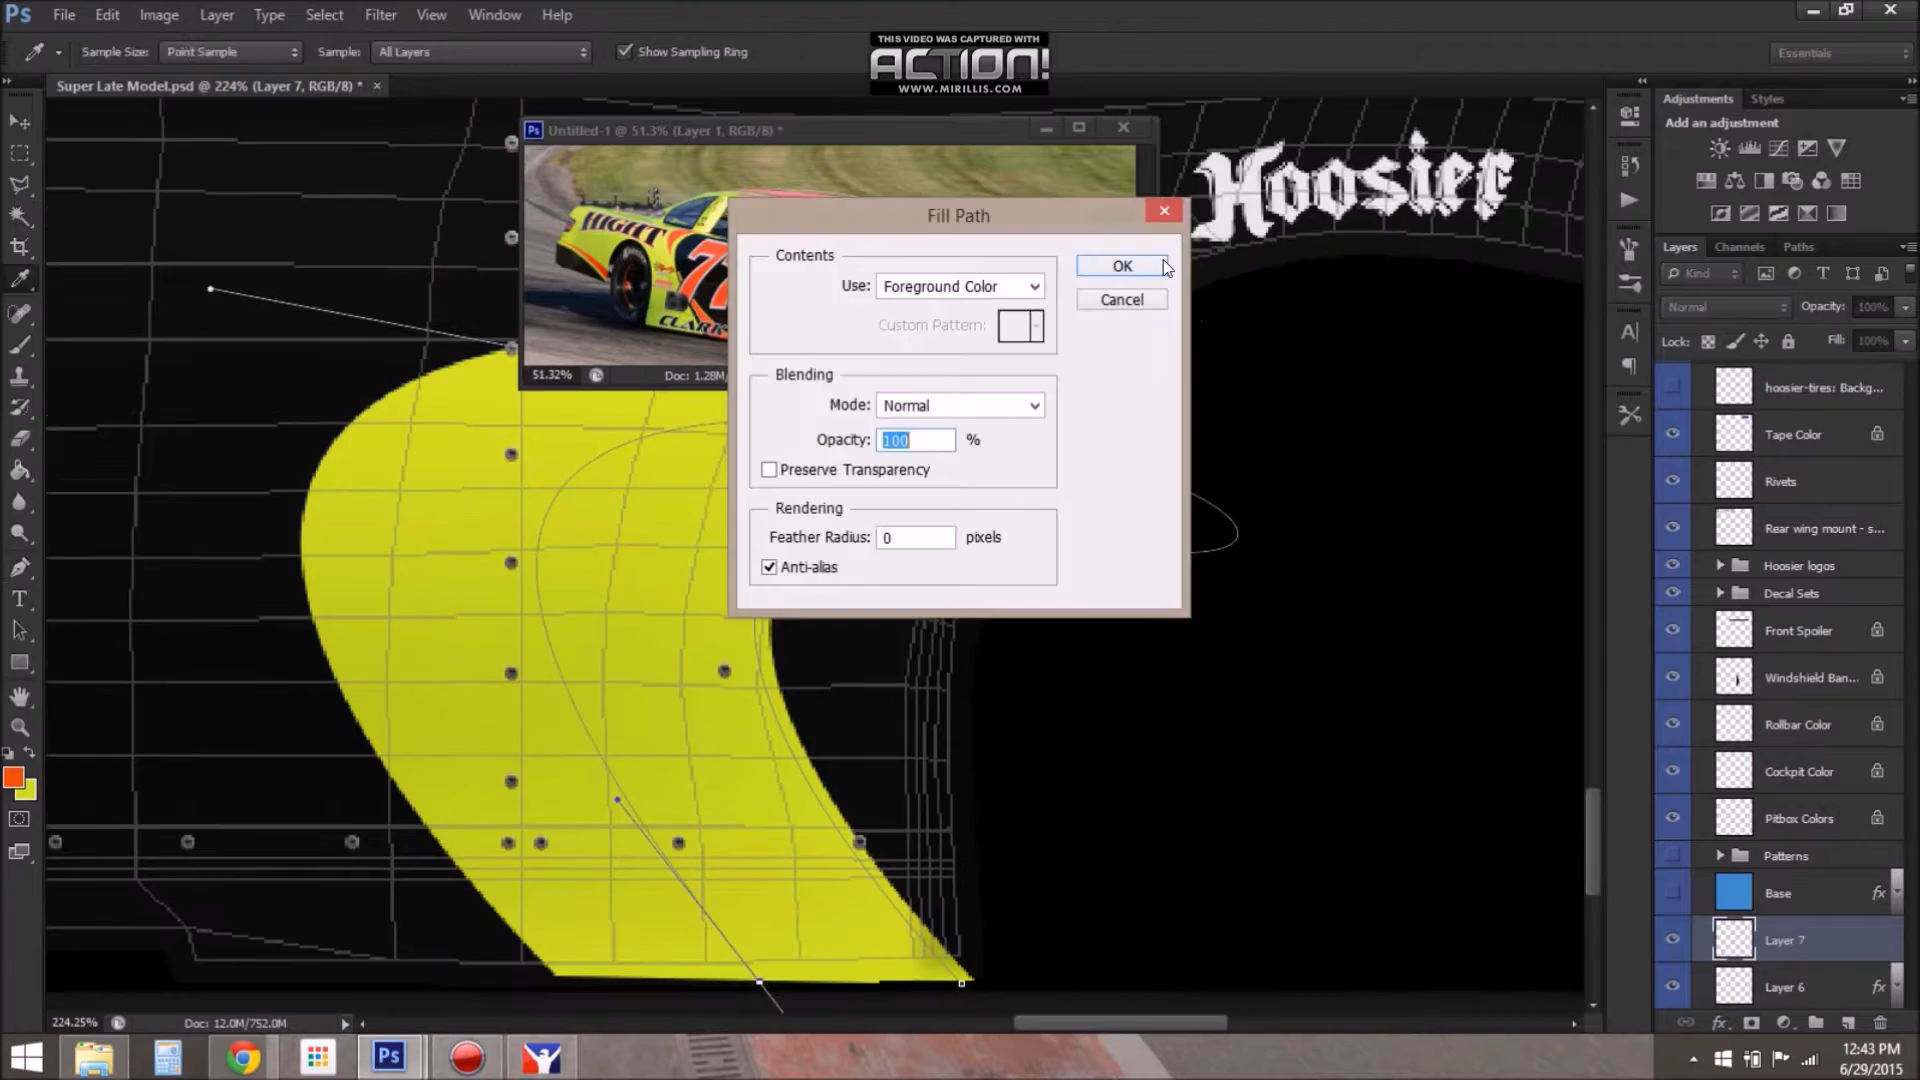 Ps File Edit Image Layer Type Select Filter View Window Help
Sample Size: Point Sample Sample: All Layers Show Sampling Ring
THIS VIDEO WAS CAPTURED WITH
ACTION!
WWW.MIRILLIS.COM
Essentials
Super Late Model.psd @ 224% (Layer 7, RGB/8) * ×
Ps Untitled-1 @ 51.3% (Layer 1, RGB/8) *
HIGHT
77
CLARK
51.32% Doc: 1.28M/
Hoosier
Fill Path
Contents
Use: Foreground Color
Custom Pattern:
OK
Cancel
Blending
Mode: Normal
Opacity: 100 %
Preserve Transparency
Rendering
Feather Radius: 0 pixels
Anti-alias
Adjustments Styles
Add an adjustment
Layers Channels Paths
Kind
Normal Opacity: 100%
Lock: Fill: 100%
hoosier-tires: Backg...
Tape Color
Rivets
Rear wing mount - s...
Hoosier logos
Decal Sets
Front Spoiler
Windshield Ban...
Rollbar Color
Cockpit Color
Pitbox Colors
Patterns
Base fx
Layer 7
Layer 6 fx
224.25% Doc: 12.0M/752.0M
12:43 PM
6/29/2015